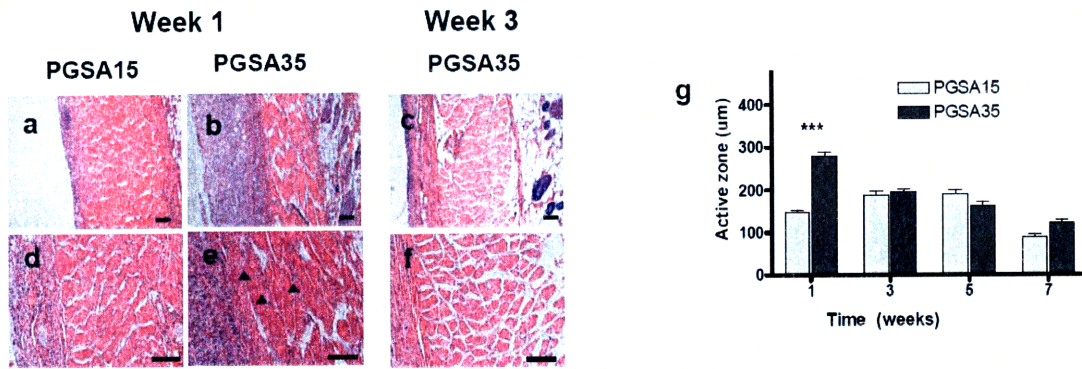 Week 1
Week 3
PGSA15
PGSA35
PGSA35
a
b
c
d
e
f
g
PGSA15
PGSA35
***
Active zone (um)
400
300
200
100
0
1
3
5
7
Time (weeks)